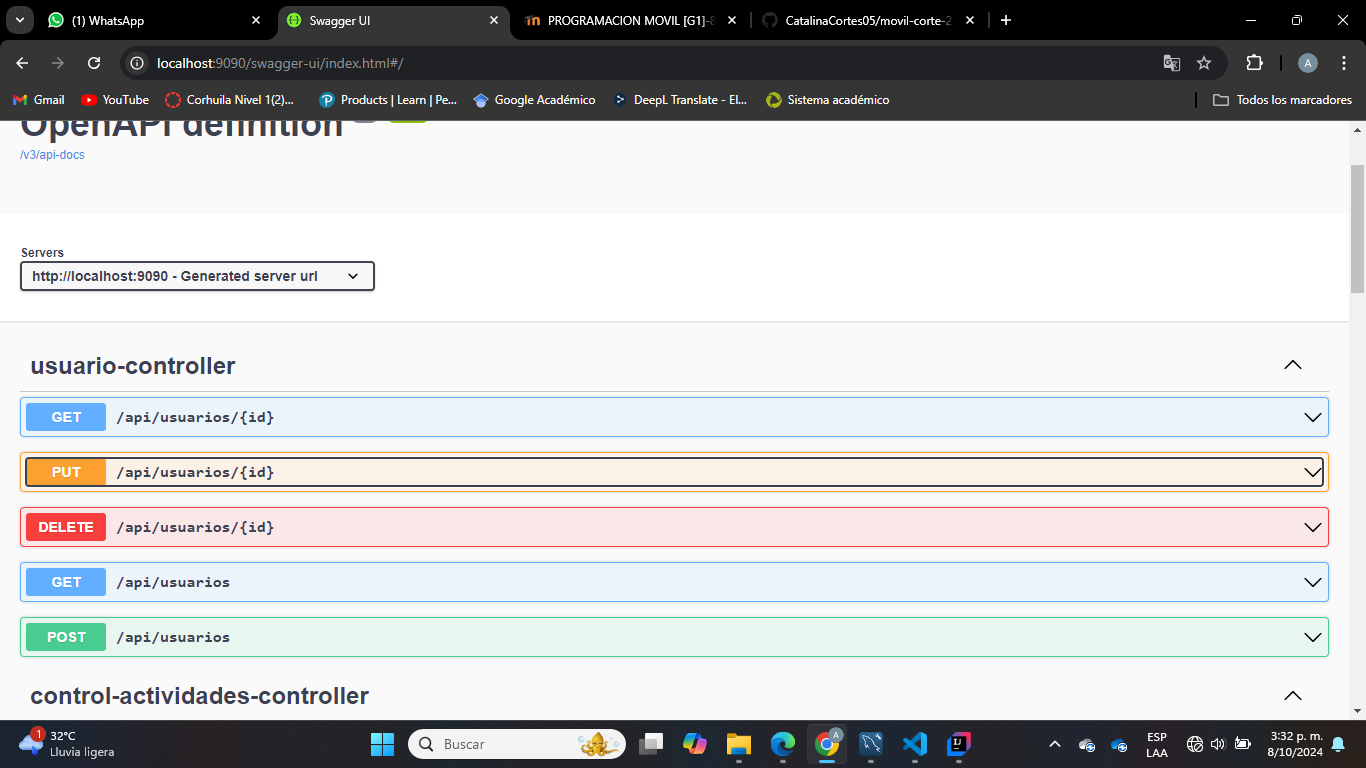 (1) WhatsApp
Swagger UI
PROGRAMACION MOVIL [G1]-8
CatalinaCortes05/movil-corte-2
localhost:9090/swagger-ui/index.html#/
A
Gmail
YouTube
Corhuila Nivel 1(2)...
Products | Learn | Pe...
Google Académico
DeepL Translate - El...
Sistema académico
Todos los marcadores
OpenAPI definition
/v3/api-docs
Servers
http://localhost:9090 - Generated server url
usuario-controller
GET /api/usuarios/{id}
PUT /api/usuarios/{id}
DELETE /api/usuarios/{id}
GET /api/usuarios
POST /api/usuarios
control-actividades-controller
1
32°C
Lluvia ligera
Buscar
A
ESP
LAA
3:32 p. m.
8/10/2024